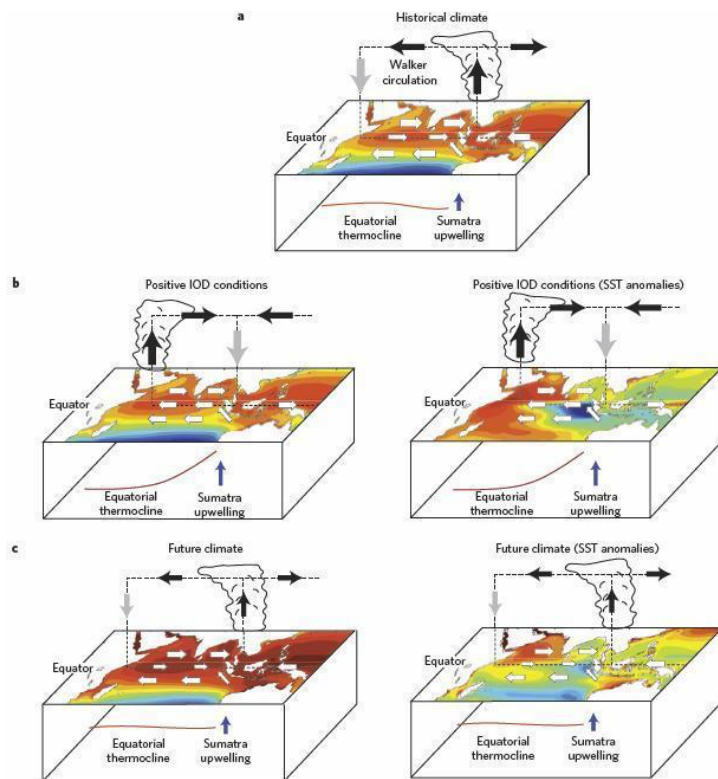 a
Historical climate
Walker
circulation
Equator
Equatorial
thermocline
Sumatra
upwelling
b
Positive IOD conditions
Equator
Equatorial
thermocline
Sumatra
upwelling
Positive IOD conditions (SST anomalies)
Equator
Equatorial
thermocline
Sumatra
upwelling
c
Future climate
Equator
Equatorial
thermocline
Sumatra
upwelling
Future climate (SST anomalies)
Equator
Equatorial
thermocline
Sumatra
upwelling